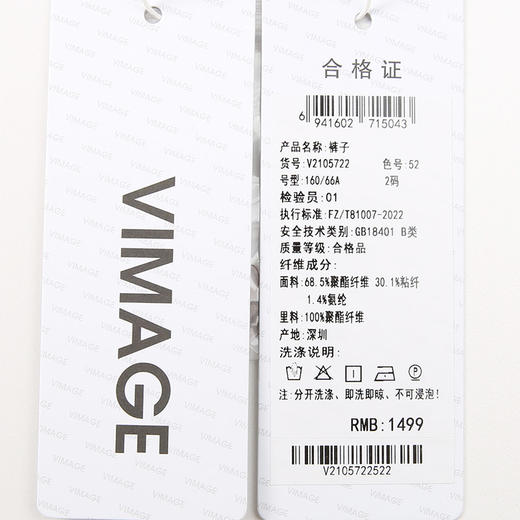 VIMAGE
合格证
6 941602 715043
产品名称:裤子
货号:V2105722 色号:52
号型:160/66A 2码
检验员:01
执行标准:FZ/T81007-2022
安全技术类别:GB18401 B类
质量等级:合格品
纤维成分:
面料:68.5%聚酯纤维 30.1%粘纤
1.4%氨纶
里料:100%聚酯纤维
产地:深圳
洗涤说明:
注:分开洗涤、即洗即晾、不可浸泡!
RMB:1499
V2105722522